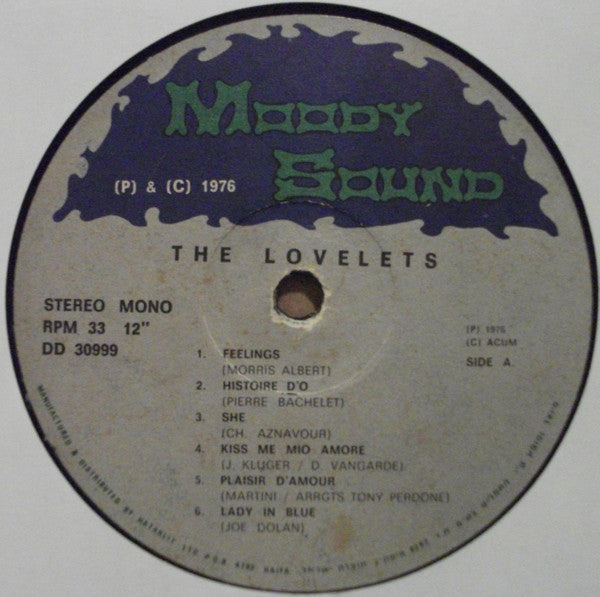 MOODY
SOUND
(P) & (C) 1976
THE LOVELETS
STEREO MONO
RPM 33 12"
DD 30999
(P) 1976
(C) ACUM
SIDE A.
1. FEELINGS
(MORRIS ALBERT)
2. HISTOIRE D'O
(PIERRE BACHELET)
3. SHE
(CH. AZNAVOUR)
4. KISS ME MIO AMORE
(J. KLUGER / D. VANGARDE)
5. PLAISIR D'AMOUR
(MARTINI / ARRGTS TONY PERDONE)
6. LADY IN BLUE
(JOE DOLAN)
MANUFACTURED & DISTRIBUTED BY LTD. P.O.B. HAIFA